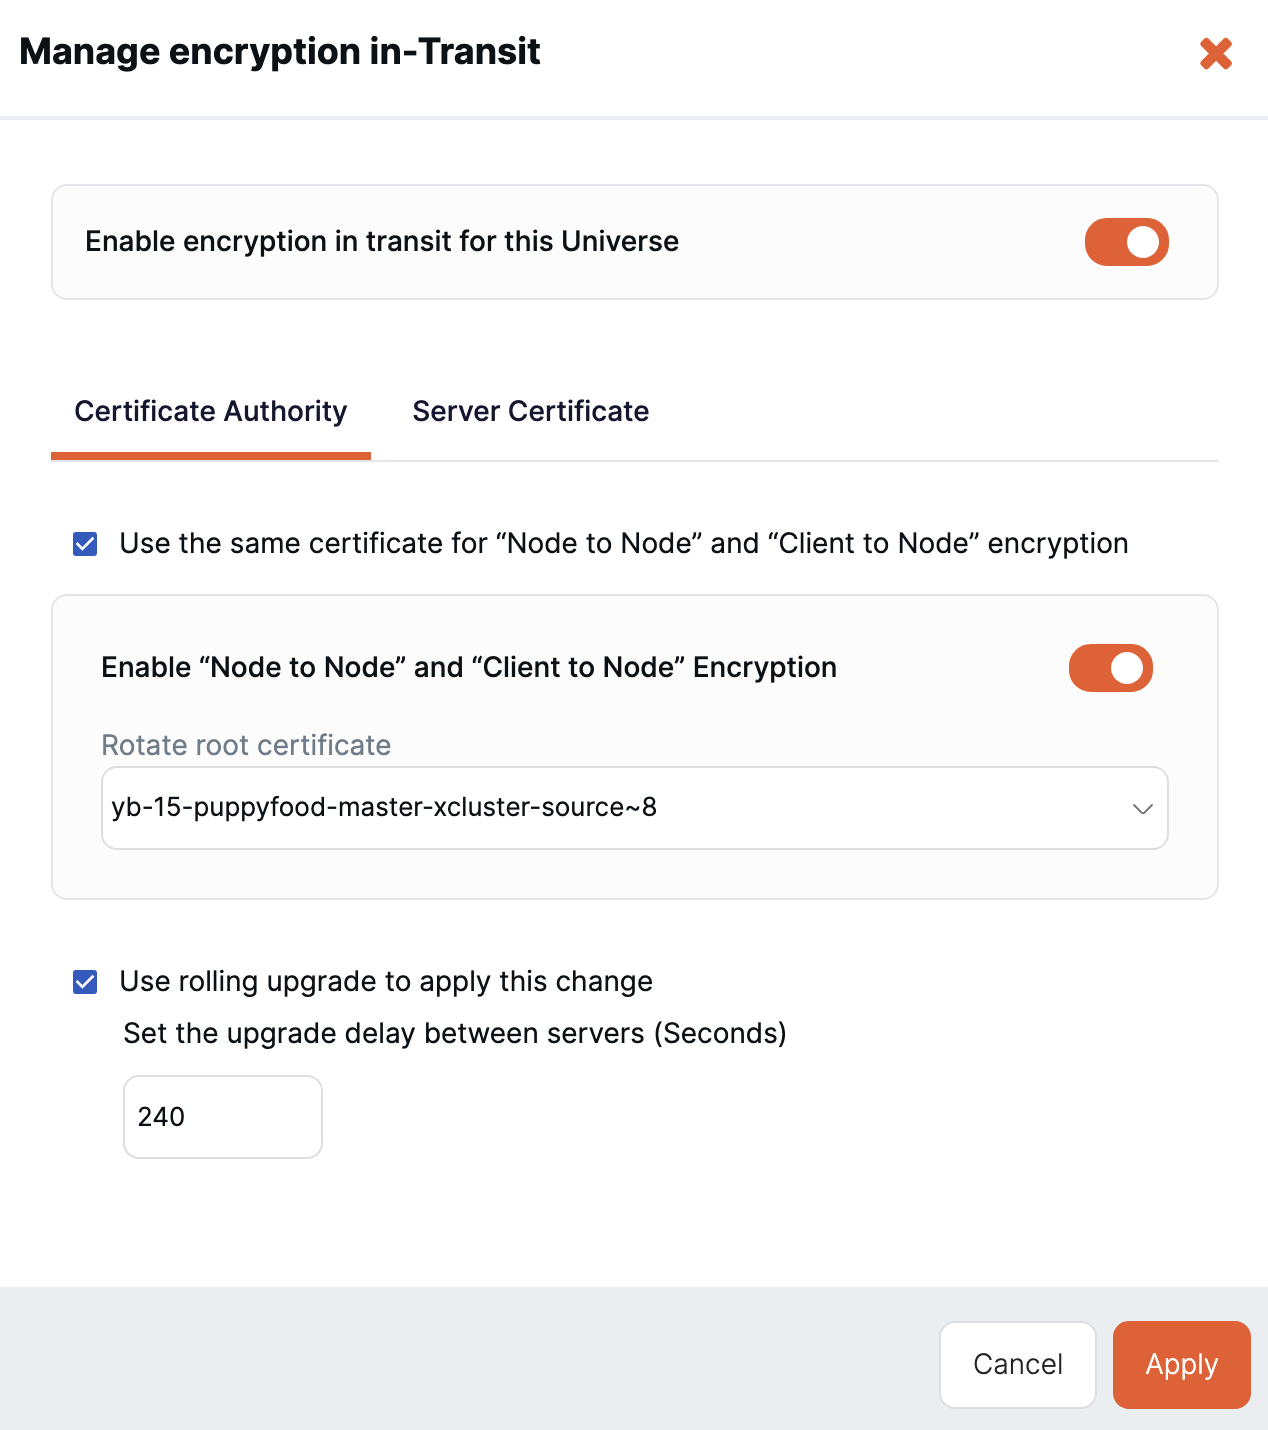 Manage encryption in-Transit
Enable encryption in transit for this Universe
Certificate Authority
Server Certificate
Use the same certificate for “Node to Node” and “Client to Node” encryption
Enable “Node to Node” and “Client to Node” Encryption
Rotate root certificate
yb-15-puppyfood-master-xcluster-source~8
Use rolling upgrade to apply this change
Set the upgrade delay between servers (Seconds)
240
Cancel
Apply